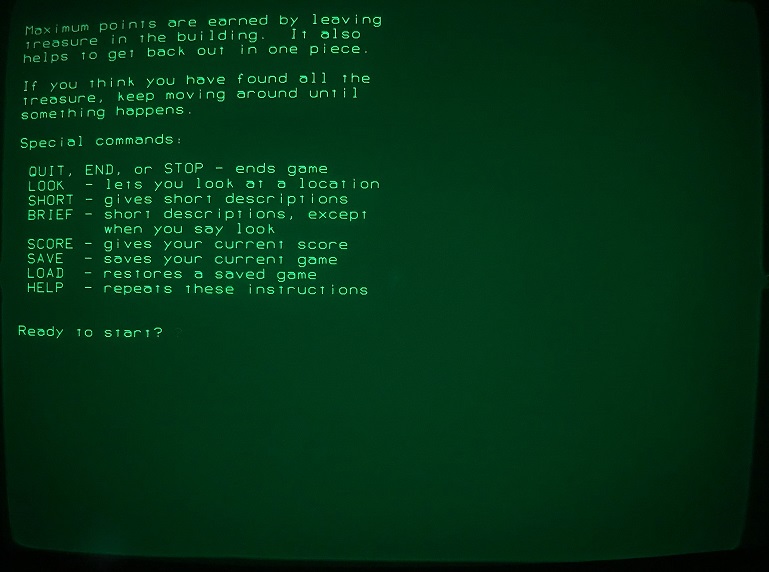 Maximum points are earned by leaving
treasure in the building.  It also
helps to get back out in one piece.

If you think you have found all the
treasure, keep moving around until
something happens.

Special commands:

 QUIT, END, or STOP - ends game
 LOOK  - lets you look at a location
 SHORT - gives short descriptions
 BRIEF - short descriptions, except
         when you say look
 SCORE - gives your current score
 SAVE  - saves your current game
 LOAD  - restores a saved game
 HELP  - repeats these instructions

Ready to start?